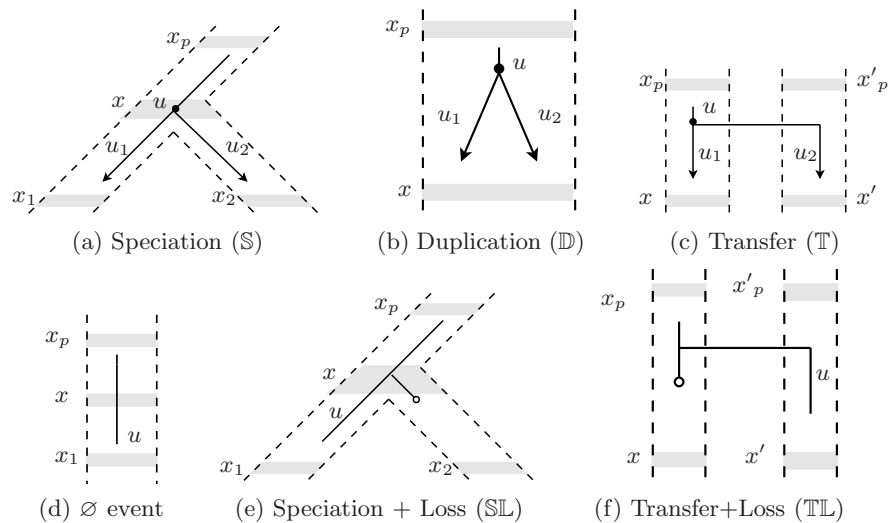 x_p
x
u
u_1
u_2
x_1
x_2
(a) Speciation (𝕊)
x_p
u
u_1
u_2
x
(b) Duplication (𝔻)
x_p
x'_p
u
u_1
u_2
x
x'
(c) Transfer (𝕋)
x_p
x
u
x_1
(d) ∅ event
x_p
x
u
x_1
x_2
(e) Speciation + Loss (𝕊𝕃)
x_p
x'_p
u
x
x'
(f) Transfer+Loss (𝕋𝕃)